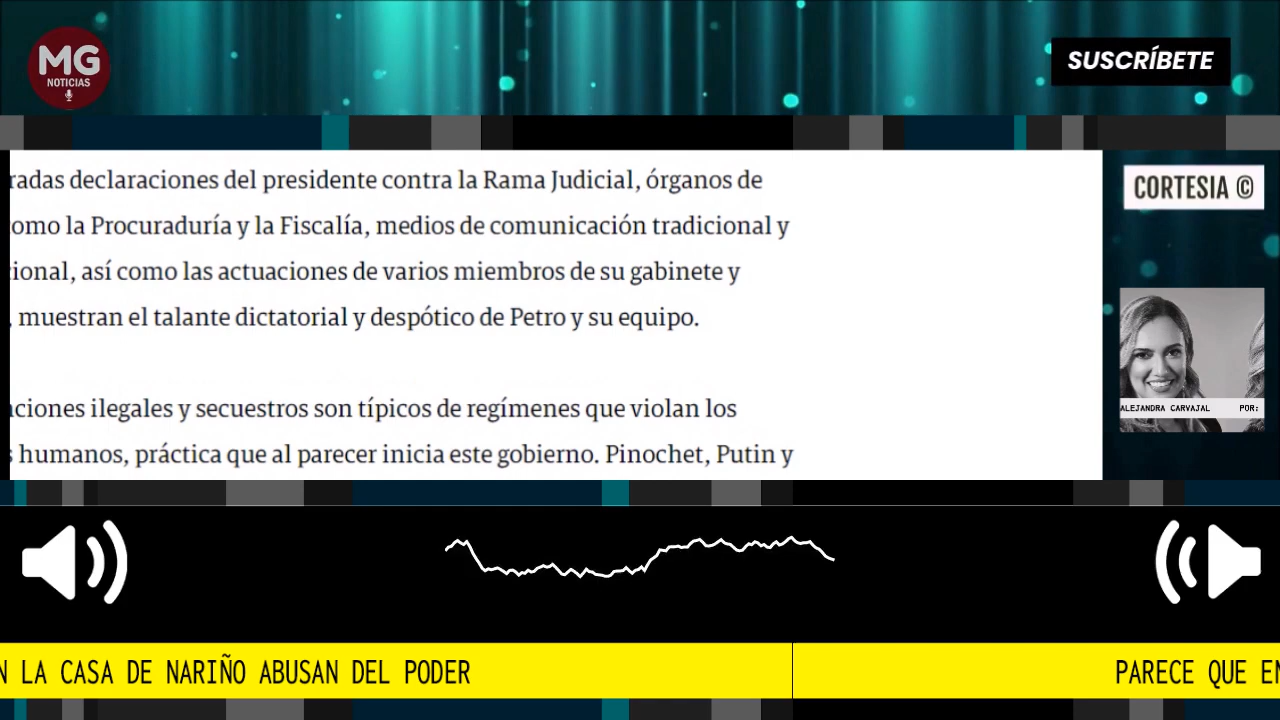 MG
NOTICIAS
SUSCRÍBETE
radas declaraciones del presidente contra la Rama Judicial, órganos de
omo la Procuraduría y la Fiscalía, medios de comunicación tradicional y
cional, así como las actuaciones de varios miembros de su gabinete y
, muestran el talante dictatorial y despótico de Petro y su equipo.
ciones ilegales y secuestros son típicos de regímenes que violan los
s humanos, práctica que al parecer inicia este gobierno. Pinochet, Putin y
CORTESIA ©
ALEJANDRA CARVAJAL POR:
N LA CASA DE NARIÑO ABUSAN DEL PODER
PARECE QUE EN